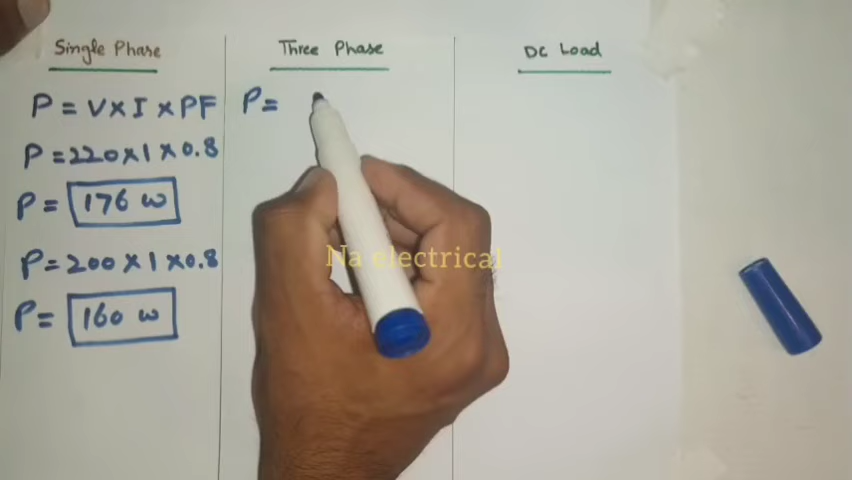 Single Phase
P = V×I×PF
P = 220×1×0.8
P = 176 w
P = 200×1×0.8
P = 160 w
Three Phase
P =
DC Load
Na electrical